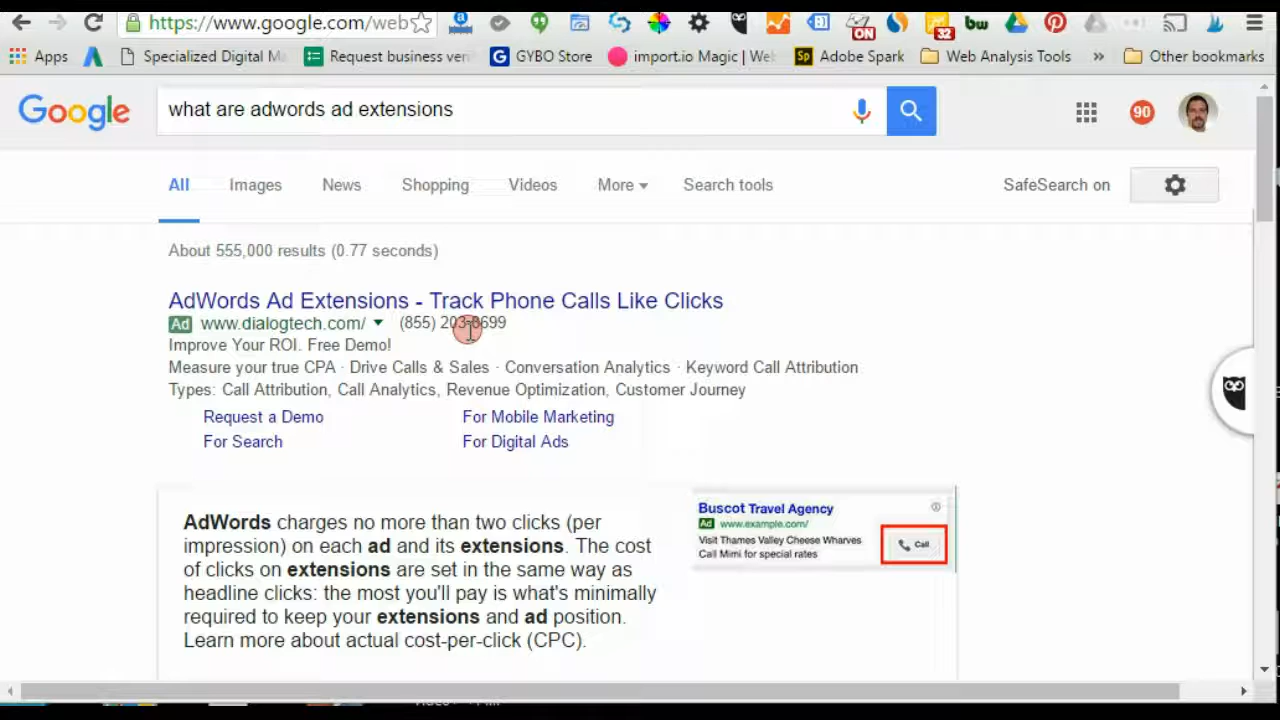 https://www.google.com/web
ON
32
bw
Apps
Specialized Digital Ma
Request business ver
GYBO Store
import.io Magic | Web
Sp Adobe Spark
Web Analysis Tools
»
Other bookmarks
Google
what are adwords ad extensions
90
All
Images
News
Shopping
Videos
More
Search tools
SafeSearch on
About 555,000 results (0.77 seconds)
AdWords Ad Extensions - Track Phone Calls Like Clicks
Ad www.dialogtech.com/ (855)
Improve Your ROI. Free Demo!
Measure your true CPA · Drive Calls & Sales · Conversation Analytics · Keyword Call Attribution
Types: Call Attribution, Call Analytics, Revenue Optimization, Customer Journey
Request a Demo
For Mobile Marketing
For Search
For Digital Ads
AdWords charges no more than two clicks (per
impression) on each ad and its extensions. The cost
of clicks on extensions are set in the same way as
headline clicks: the most you'll pay is what's minimally
required to keep your extensions and ad position.
Learn more about actual cost-per-click (CPC).
Buscot Travel Agency
Ad www.example.com/
Visit Thames Valley Cheese Wharves
Call Mimi for special rates
Call